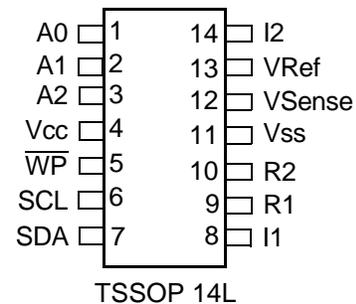 A0 1 14 I2
A1 2 13 VRef
A2 3 12 VSense
Vcc 4 11 Vss
W̅P̅ 5 10 R2
SCL 6 9 R1
SDA 7 8 I1
TSSOP 14L